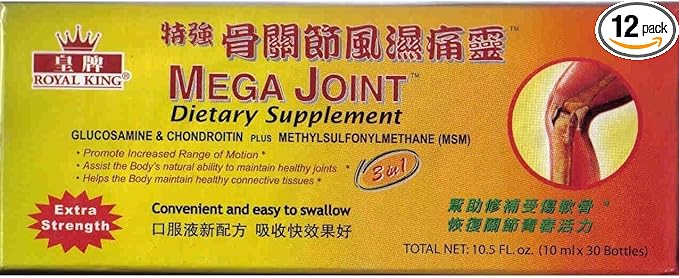 12 pack
皇牌
ROYAL KING®
特強 骨關節風濕痛靈™
MEGA JOINT™
Dietary Supplement
GLUCOSAMINE & CHONDROITIN PLUS METHYLSULFONYLMETHANE (MSM)
• Promote Increased Range of Motion *
• Assist the Body's natural ability to maintain healthy joints *
• Helps the Body maintain healthy connective tissues *
3 in 1
Extra
Strength
Convenient and easy to swallow
口服液新配方 吸收快效果好
幫助修補受傷軟骨*
恢復關節青春活力
TOTAL NET: 10.5 FL. oz. (10 ml x 30 Bottles)